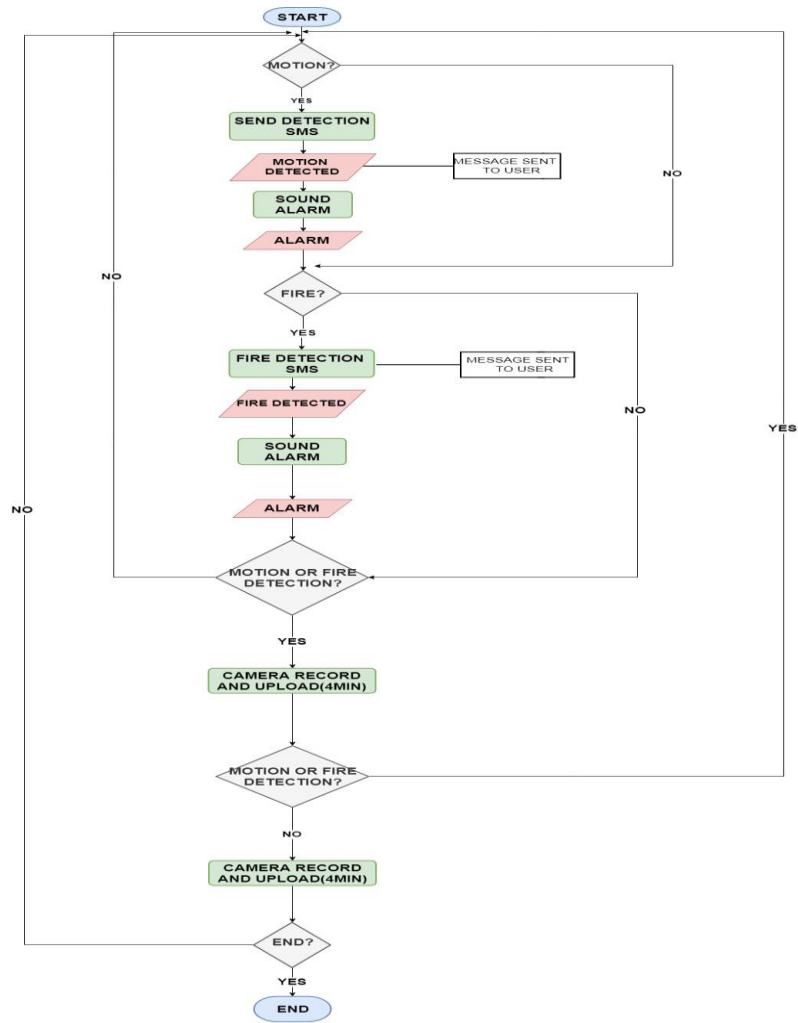 START
MOTION?
YES
SEND DETECTION
SMS
MOTION
DETECTED
MESSAGE SENT
TO USER
NO
SOUND
ALARM
ALARM
NO
FIRE?
YES
FIRE DETECTION
SMS
MESSAGE SENT
TO USER
FIRE DETECTED
NO
YES
SOUND
ALARM
NO
ALARM
MOTION OR FIRE
DETECTION?
YES
CAMERA RECORD
AND UPLOAD(4MIN)
MOTION OR FIRE
DETECTION?
NO
CAMERA RECORD
AND UPLOAD(4MIN)
END?
YES
END